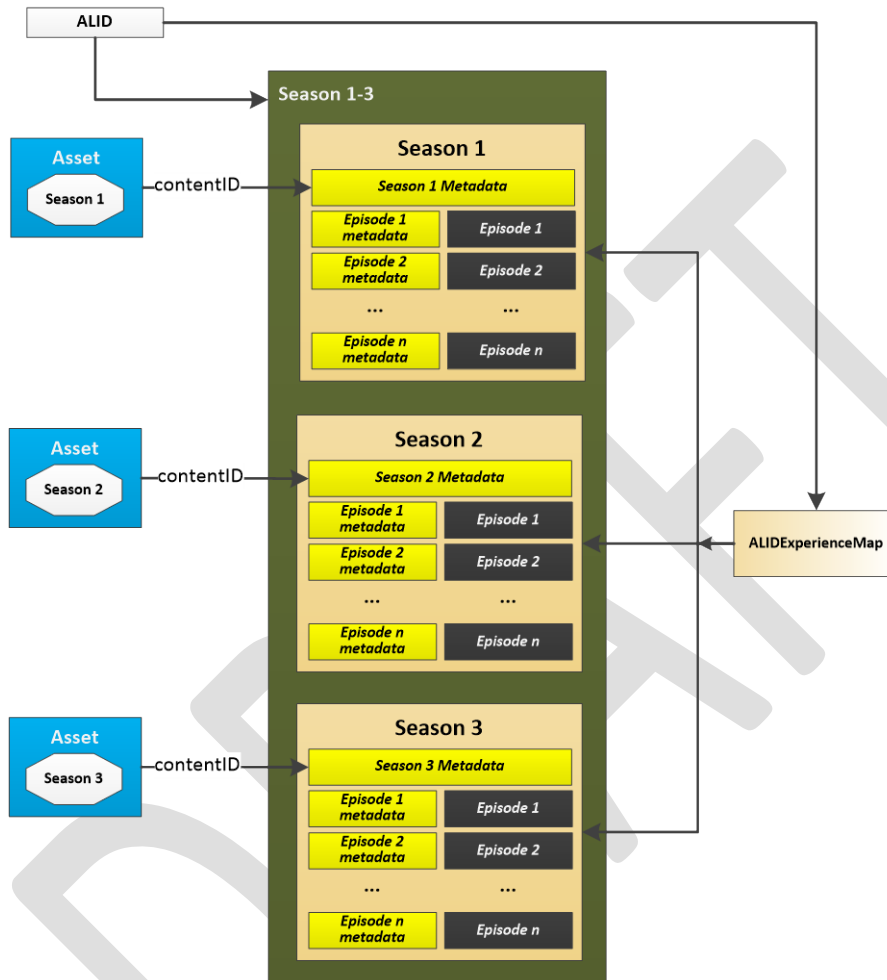 ALID
Season 1-3
Season 1
Asset
Season 1
contentID
Season 1 Metadata
Episode 1
metadata
Episode 1
Episode 2
metadata
Episode 2
...
...
Episode n
metadata
Episode n
Season 2
Asset
Season 2
contentID
Season 2 Metadata
Episode 1
metadata
Episode 1
Episode 2
metadata
Episode 2
...
...
Episode n
metadata
Episode n
ALIDExperienceMap
Season 3
Asset
Season 3
contentID
Season 3 Metadata
Episode 1
metadata
Episode 1
Episode 2
metadata
Episode 2
...
...
Episode n
metadata
Episode n
DRAFT